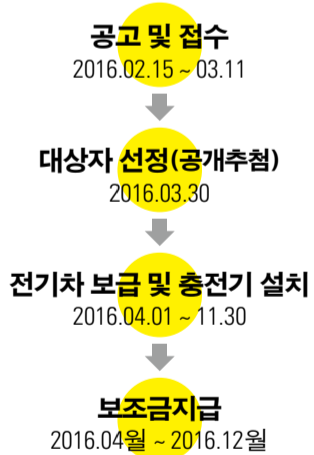 공고 및 접수
2016.02.15 ~ 03.11
대상자 선정(공개추첨)
2016.03.30
전기차 보급 및 충전기 설치
2016.04.01 ~ 11.30
보조금지급
2016.04월 ~ 2016.12월